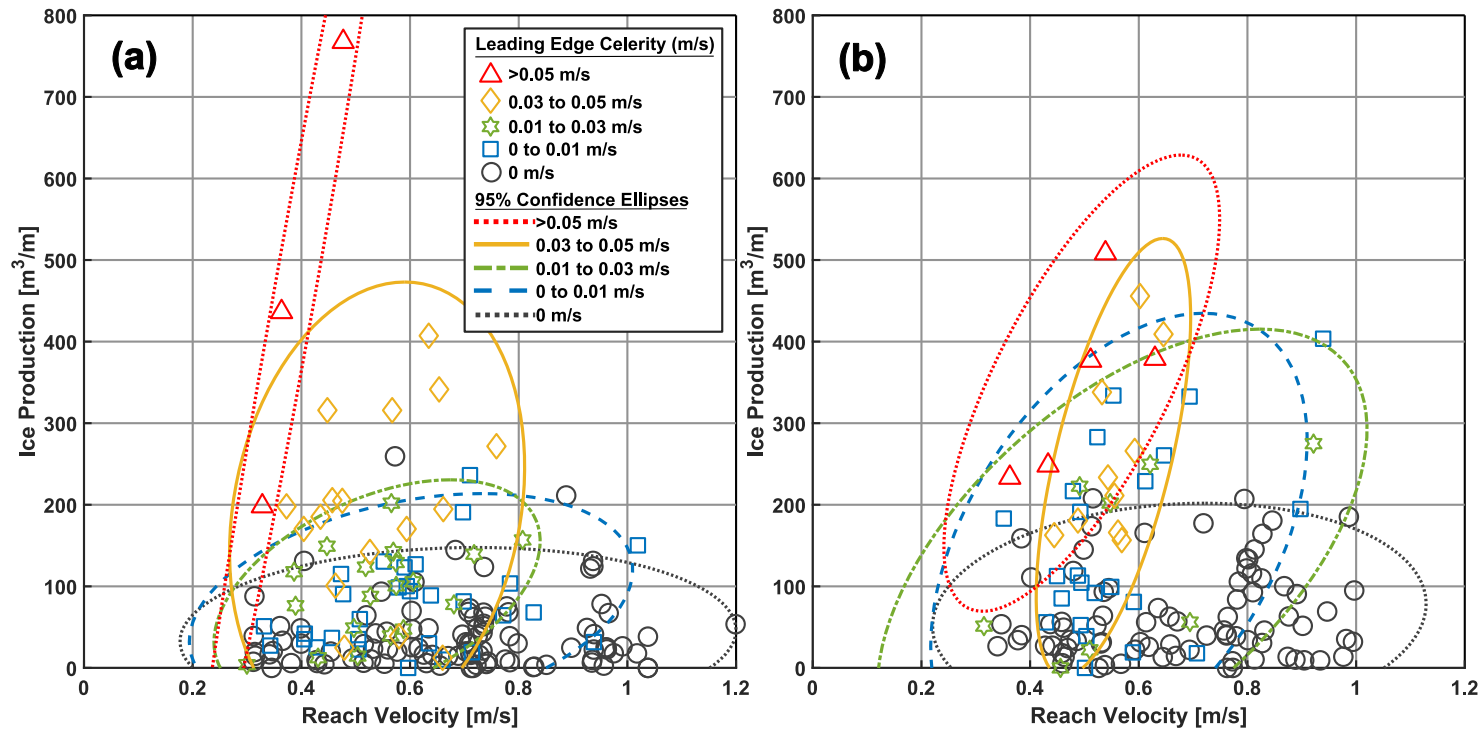 (a)
800
700
600
500
400
300
200
100
0
Ice Production [m³/m]
0
0.2
0.4
0.6
0.8
1
1.2
Reach Velocity [m/s]
Leading Edge Celerity (m/s)
>0.05 m/s
0.03 to 0.05 m/s
0.01 to 0.03 m/s
0 to 0.01 m/s
0 m/s
95% Confidence Ellipses
>0.05 m/s
0.03 to 0.05 m/s
0.01 to 0.03 m/s
0 to 0.01 m/s
0 m/s
(b)
800
700
600
500
400
300
200
100
0
Ice Production [m³/m]
0
0.2
0.4
0.6
0.8
1
1.2
Reach Velocity [m/s]